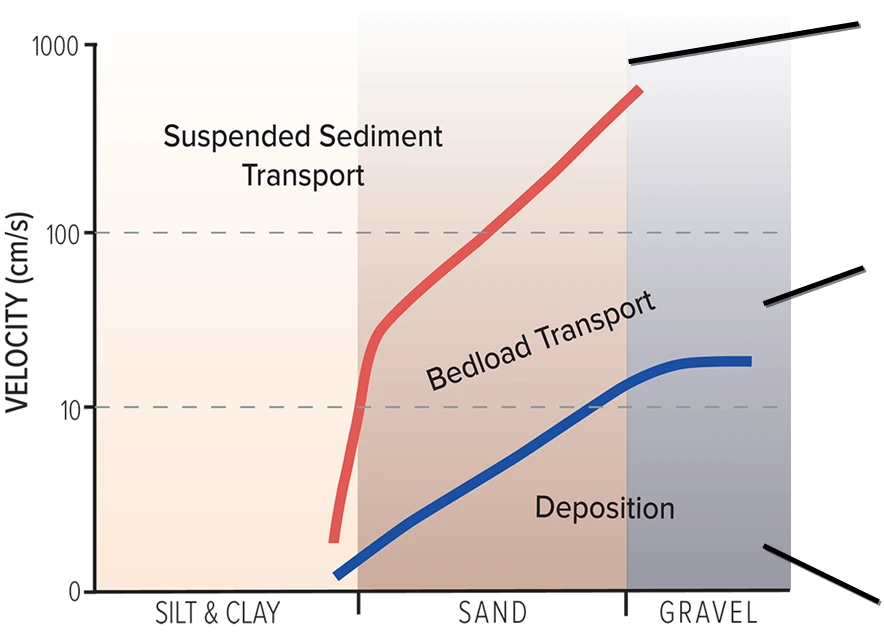 1000
Suspended Sediment
Transport
100
VELOCITY (cm/s)
Bedload Transport
10
Deposition
0
SILT & CLAY
SAND
GRAVEL